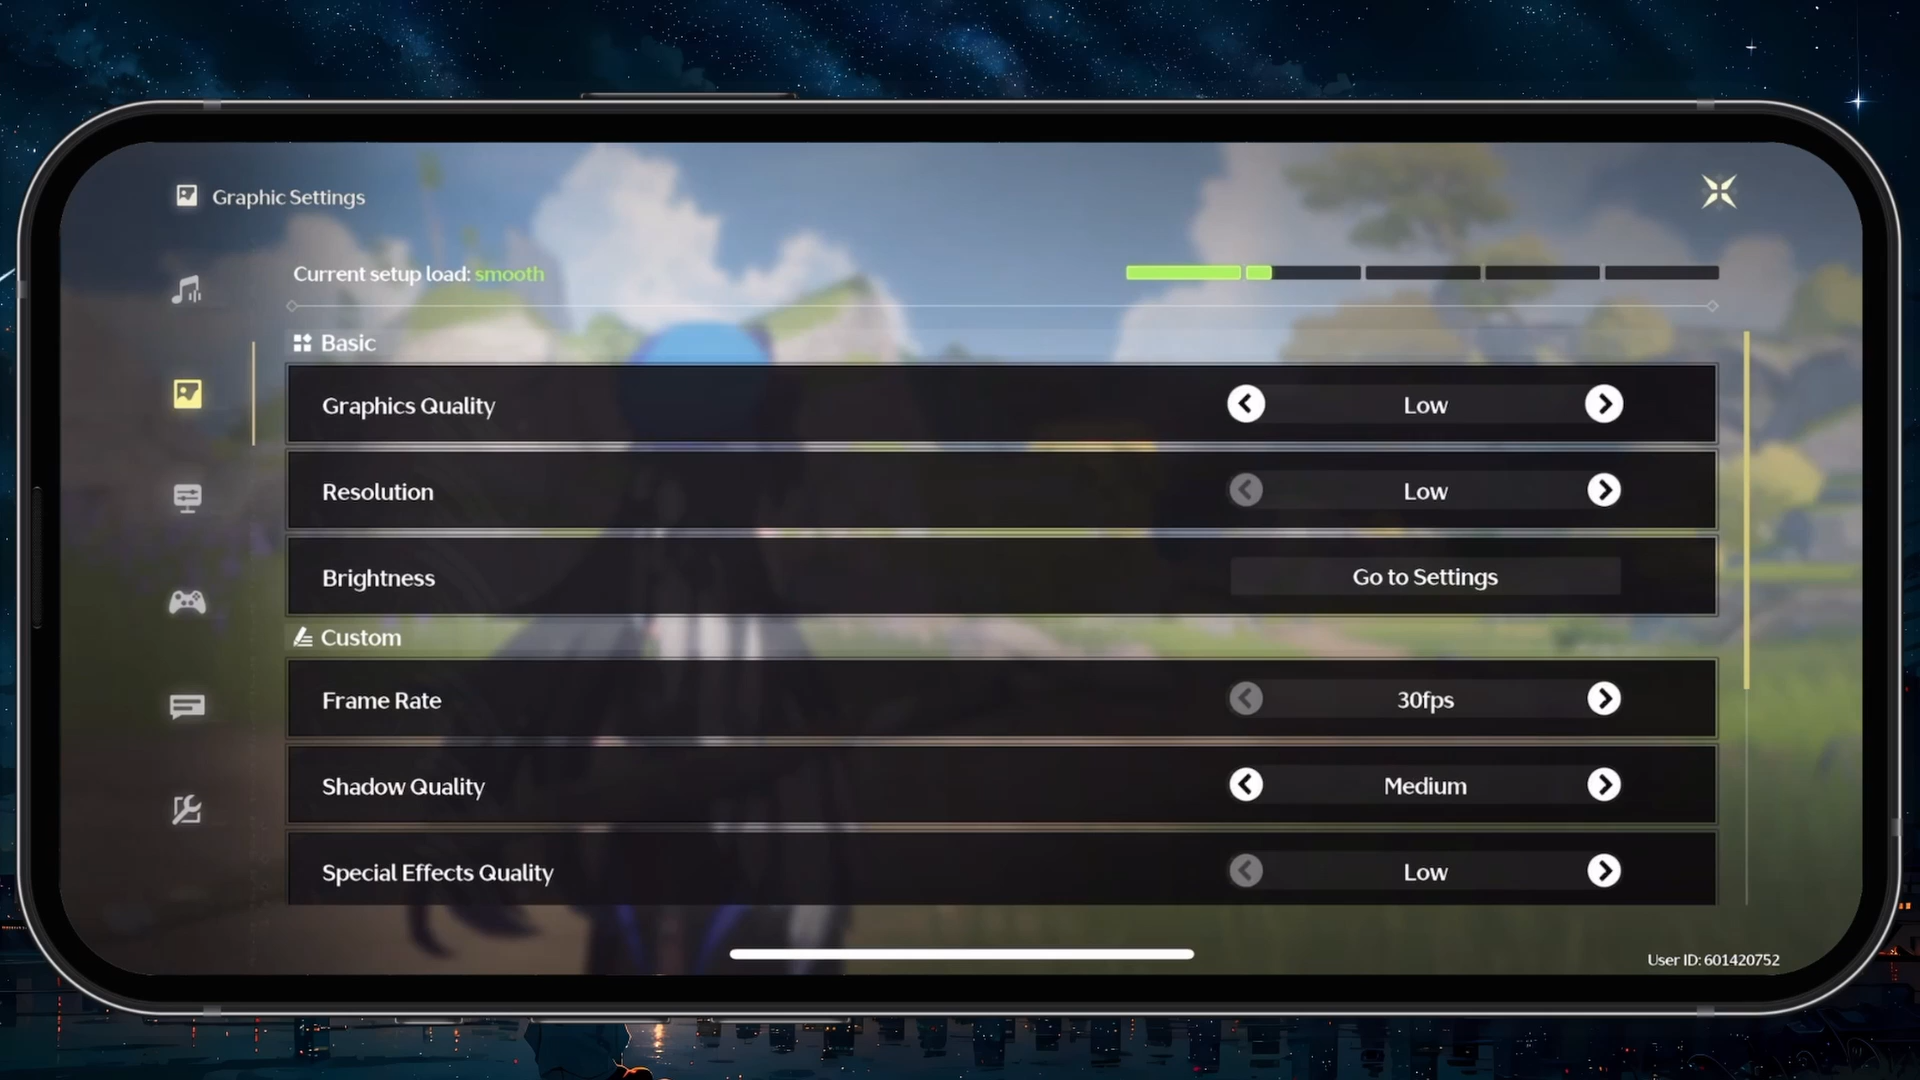 Graphic Settings
Current setup load: smooth
Basic
Graphics Quality
Low
Resolution
Low
Brightness
Go to Settings
Custom
Frame Rate
30fps
Shadow Quality
Medium
Special Effects Quality
Low
User ID: 601420752